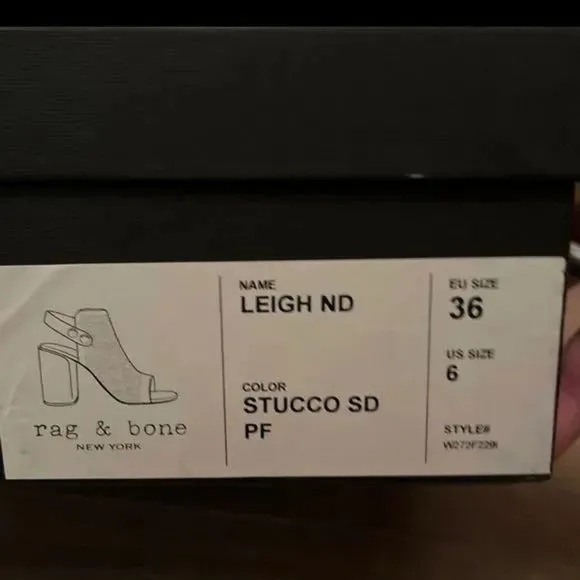 rag & bone
NEW YORK
NAME
LEIGH ND
COLOR
STUCCO SD
PF
EU SIZE
36
US SIZE
6
STYLE#